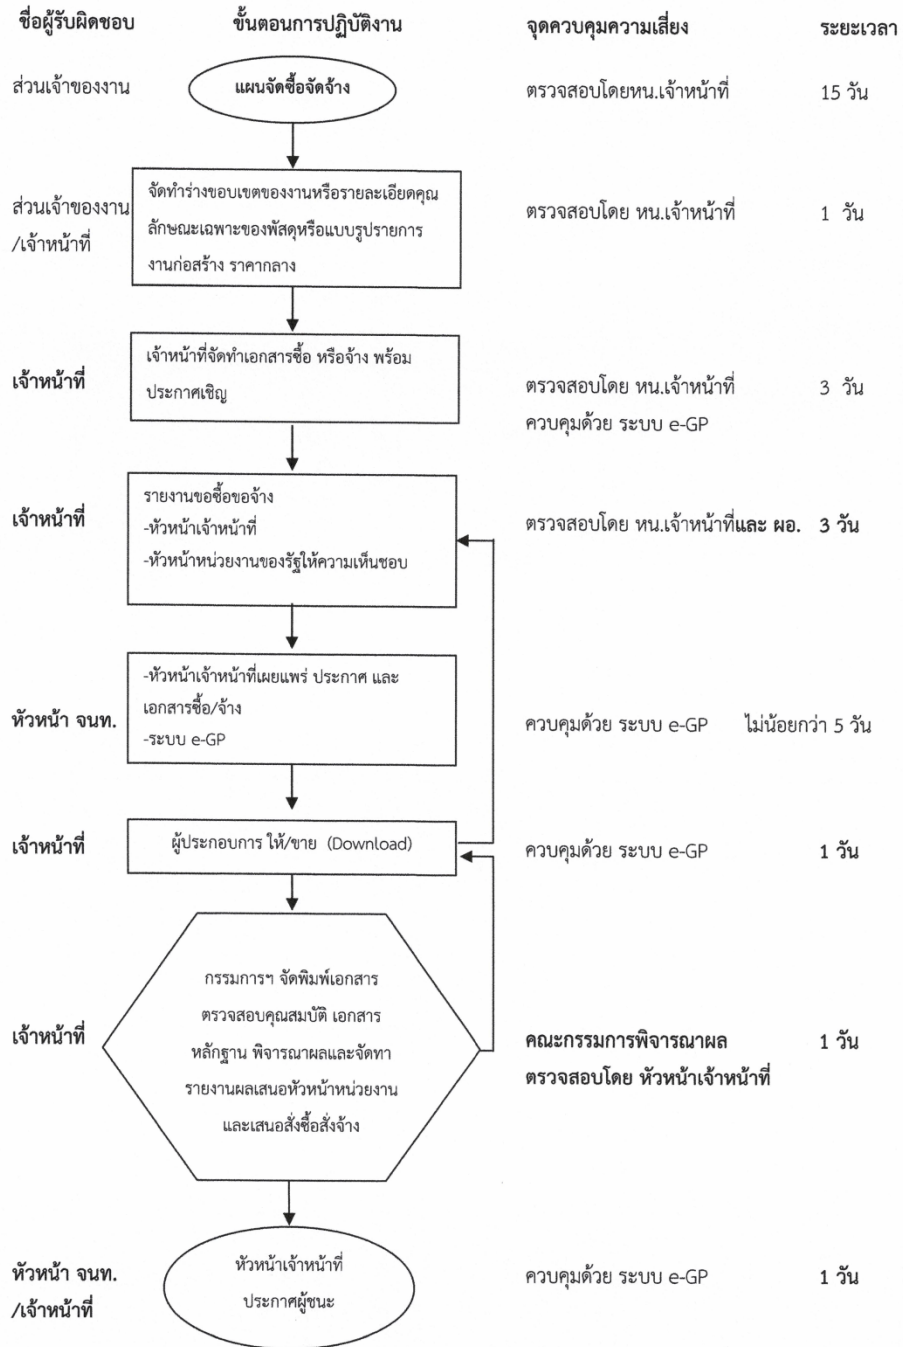 ชื่อผู้รับผิดชอบ ขั้นตอนการปฏิบัติงาน จุดควบคุมความเสี่ยง ระยะเวลา
ส่วนเจ้าของงาน แผนจัดซื้อจัดจ้าง ตรวจสอบโดยหน.เจ้าหน้าที่ 15 วัน
จัดทำร่างขอบเขตของงานหรือรายละเอียดคุณ
ส่วนเจ้าของงาน ลักษณะเฉพาะของพัสดุหรือแบบรูปรายการ ตรวจสอบโดย หน.เจ้าหน้าที่ 1 วัน
/เจ้าหน้าที่ งานก่อสร้าง ราคากลาง
เจ้าหน้าที่จัดทำเอกสารซื้อ หรือจ้าง พร้อม
เจ้าหน้าที่ ประกาศเชิญ ตรวจสอบโดย หน.เจ้าหน้าที่ 3 วัน
ควบคุมด้วย ระบบ e-GP
รายงานขอซื้อขอจ้าง
เจ้าหน้าที่ -หัวหน้าเจ้าหน้าที่ ตรวจสอบโดย หน.เจ้าหน้าที่และ ผอ. 3 วัน
-หัวหน้าหน่วยงานของรัฐให้ความเห็นชอบ
-หัวหน้าเจ้าหน้าที่เผยแพร่ ประกาศ และ
หัวหน้า จนท. เอกสารซื้อ/จ้าง ควบคุมด้วย ระบบ e-GP ไม่น้อยกว่า 5 วัน
-ระบบ e-GP
เจ้าหน้าที่ ผู้ประกอบการ ให้/ขาย (Download) ควบคุมด้วย ระบบ e-GP 1 วัน
กรรมการฯ จัดพิมพ์เอกสาร
ตรวจสอบคุณสมบัติ เอกสาร
เจ้าหน้าที่ หลักฐาน พิจารณาผลและจัดทา คณะกรรมการพิจารณาผล 1 วัน
รายงานผลเสนอหัวหน้าหน่วยงาน ตรวจสอบโดย หัวหน้าเจ้าหน้าที่
และเสนอสั่งซื้อสั่งจ้าง
หัวหน้า จนท. หัวหน้าเจ้าหน้าที่ ควบคุมด้วย ระบบ e-GP 1 วัน
/เจ้าหน้าที่ ประกาศผู้ชนะ